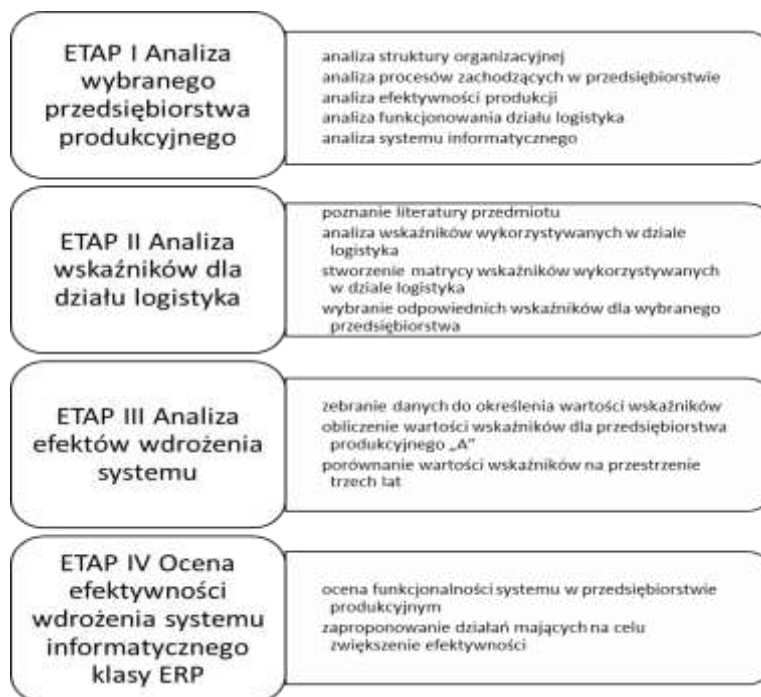 ETAP I Analiza
wybranego
przedsiębiorstwa
produkcyjnego
analiza struktury organizacyjnej
analiza procesów zachodzących w przedsiębiorstwie
analiza efektywności produkcji
analiza funkcjonowania działu logistyka
analiza systemu informatycznego
ETAP II Analiza
wskaźników dla
działu logistyka
poznanie literatury przedmiotu
analiza wskaźników wykorzystywanych w dziale
logistyka
stworzenie matrycy wskaźników wykorzystywanych
w dziale logistyka
wybranie odpowiednich wskaźników dla wybranego
przedsiębiorstwa
ETAP III Analiza
efektów wdrożenia
systemu
zebranie danych do określenia wartości wskaźników
obliczenie wartości wskaźników dla przedsiębiorstwa
produkcyjnego „A”
porównanie wartości wskaźników na przestrzenie
trzech lat
ETAP IV Ocena
efektywności
wdrożenia systemu
informatycznego
klasy ERP
ocena funkcjonalności systemu w przedsiębiorstwie
produkcyjnym
zaproponowanie działań mających na celu
zwiększenie efektywności